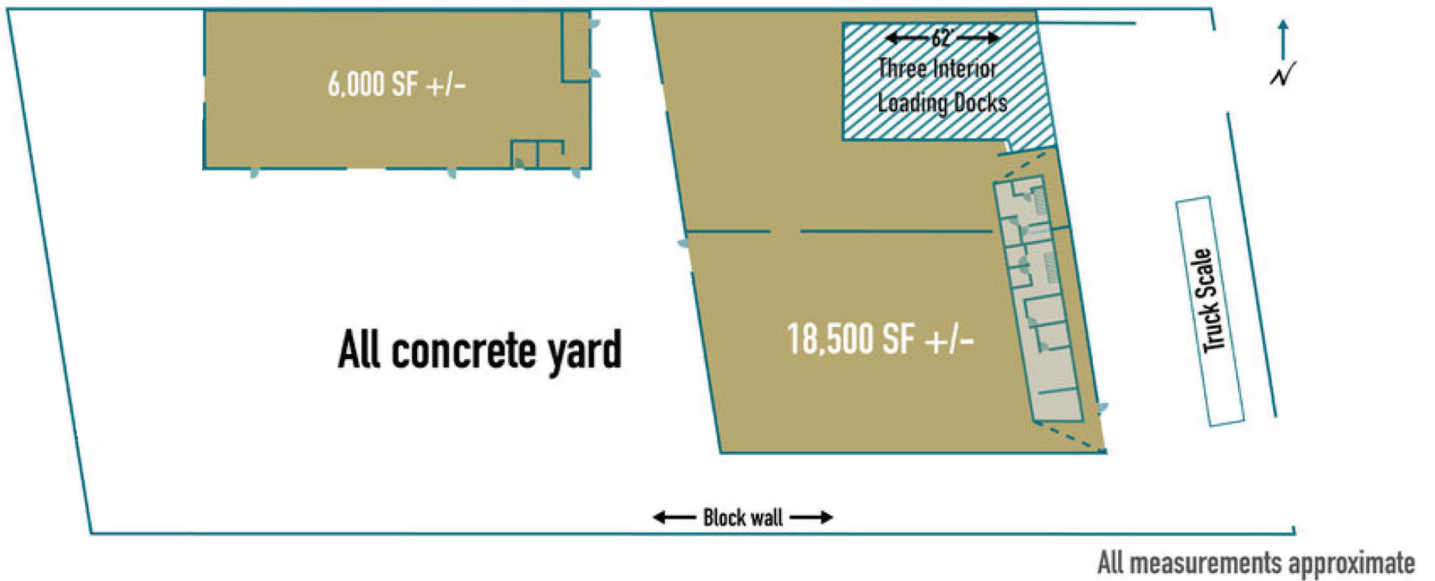 62'
Three Interior
Loading Docks
6,000 SF +/-
N
18,500 SF +/-
Truck Scale
All concrete yard
Block wall
All measurements approximate